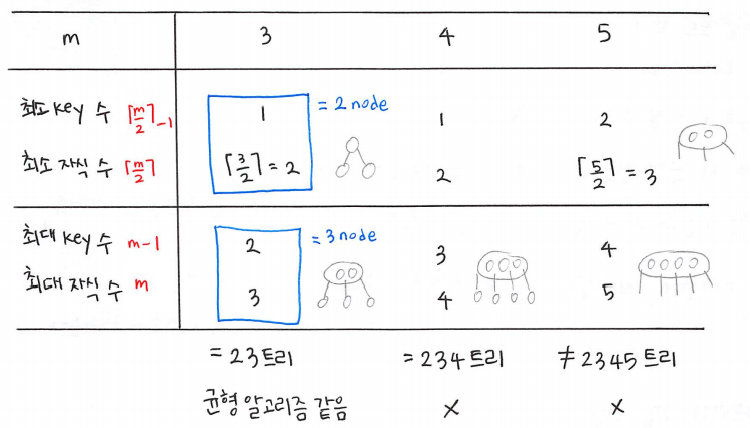 m 3 4 5
최소 key 수 ⌈m/2⌉-1 1 = 2 node 1 2
최소 자식 수 ⌈m/2⌉ ⌈3/2⌉ = 2 2 ⌈5/2⌉ = 3
최대 key 수 m-1 2 = 3 node 3 4
최대 자식 수 m 3 4 5
= 23트리 = 234트리 ≠ 2345 트리
균형 알고리즘 같음 X X